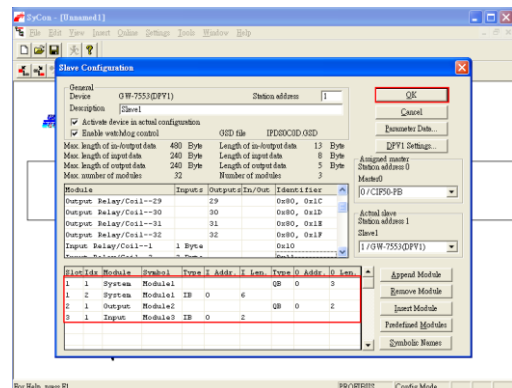 SyCon - [Unnamed1]
File Edit View Insert Online Settings Tools Window Help
Slave Configuration
General
Device GW-7553(DPV1) Station address 1
Description Slave1
Activate device in actual configuration
Enable watchdog control GSD file IPDS0C0D.GSD
Max. length of in-/output data 480 Byte Length of in-/output data 13 Byte
Max. length of input data 240 Byte Length of input data 8 Byte
Max. length of output data 240 Byte Length of output data 5 Byte
Max. number of modules 32 Number of modules 3
OK
Cancel
Parameter Data...
DPV1 Settings...
Assigned master
Station address 0
Master0
0 / CIF50-PB
Actual slave
Station address 1
Slave1
1 / GW-7553(DPV1)
Module Inputs Outputs In/Out Identifier
Output Relay/Coil--29 29 0x80, 0x1C
Output Relay/Coil--30 30 0x80, 0x1D
Output Relay/Coil--31 31 0x80, 0x1E
Output Relay/Coil--32 32 0x80, 0x1F
Input Relay/Coil--1 1 Byte 0x10
Slot Idx Module Symbol Type I Addr. I Len. Type O Addr. O Len.
1 1 System Module1 QB 0 3
1 2 System Module1 IB 0 6
2 1 Output Module2 QB 0 2
3 1 Input Module3 IB 0 2
Append Module
Remove Module
Insert Module
Predefined Modules
Symbolic Names
For Help, press F1 PROFIBUS Config Mode